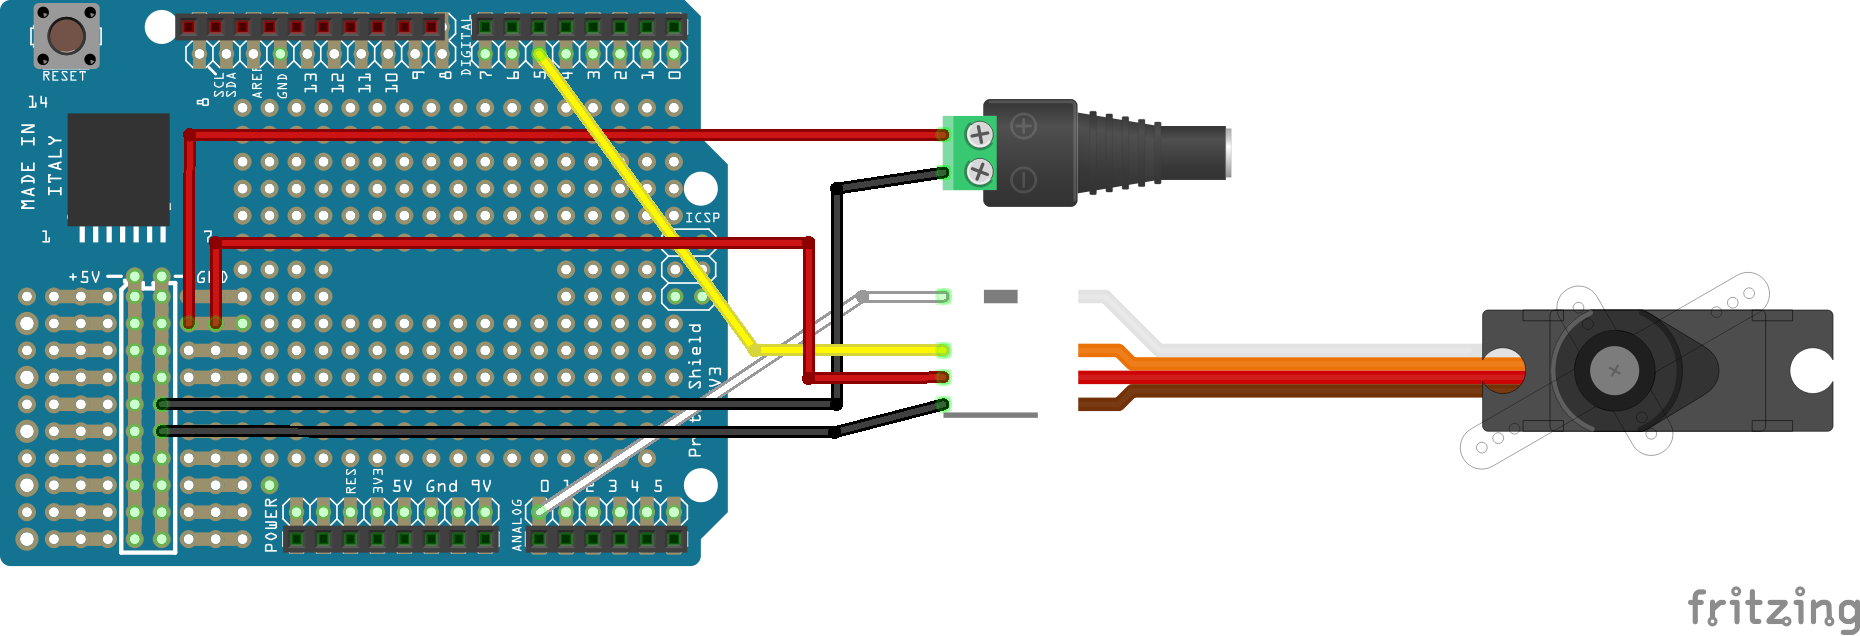 RESET
14
MADE IN
ITALY
1
7
8
SCL
SDA
AREF
GND
13
12
11
10
9
8
DIGITAL
7
6
5
4
3
2
1
0
ICSP
+5V
GND
Shield
V3
RES
3V3
5V
Gnd
9V
POWER
ANALOG
0
1
2
3
4
5
fritzing